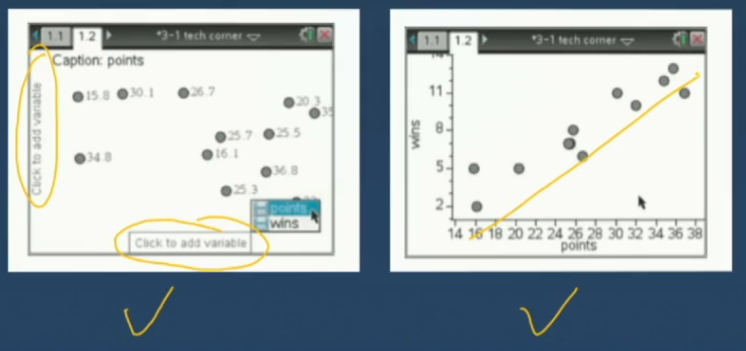 1.1 1.2 *3-1 tech corner
Caption: points
Click to add variable
15.8 30.1 26.7
20.3
25.7 25.5
16.1
34.8
36.8
25.3
points
wins
Click to add variable
1.1 1.2 *3-1 tech corner
14
11
8
5
2
wins
14 16 18 20 22 24 26 28 30 32 34 36 38
points